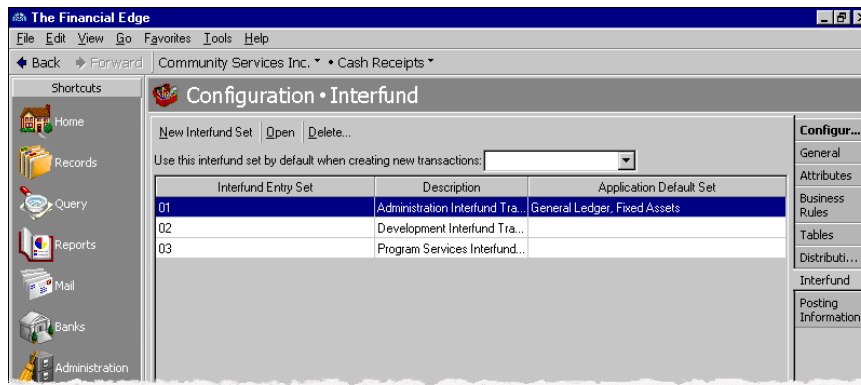 The Financial Edge
File Edit View Go Favorites Tools Help
Back Forward Community Services Inc. • Cash Receipts
Shortcuts
Home
Records
Query
Reports
Mail
Banks
Administration
Configuration • Interfund
New Interfund Set Open Delete...
Use this interfund set by default when creating new transactions:
Interfund Entry Set Description Application Default Set
01 Administration Interfund Tra... General Ledger, Fixed Assets
02 Development Interfund Tra...
03 Program Services Interfund...
Configur...
General
Attributes
Business
Rules
Tables
Distributi...
Interfund
Posting
Information